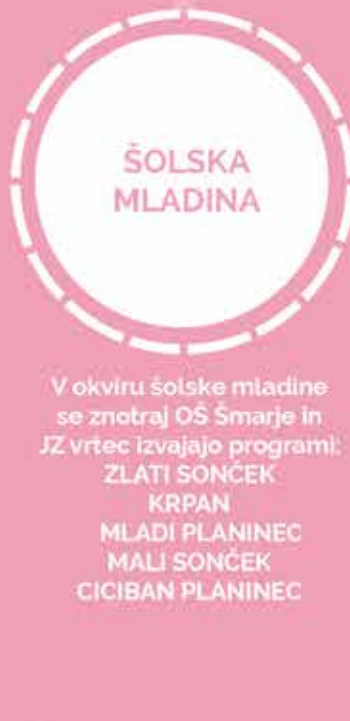 ŠOLSKA
MLADINA
V okviru šolske mladine
se znotraj OŠ Šmarje in
JZ vrtec izvajajo programi:
ZLATI SONČEK
KRPAN
MLADI PLANINEC
MALI SONČEK
CICIBAN PLANINEC